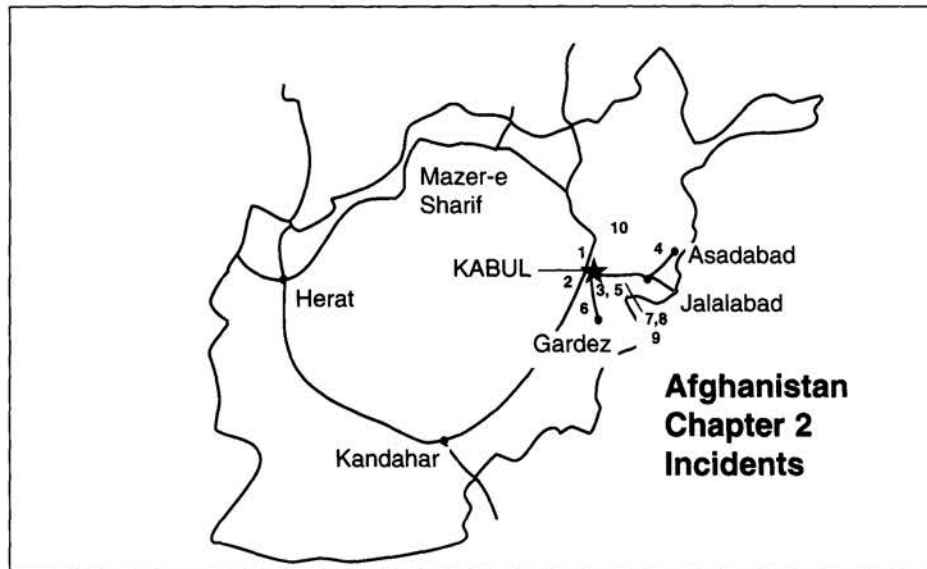 10
Mazer-e
Sharif
1
4
Asadabad
KABUL
2
3, 5
Jalalabad
Herat
6
7,8
Gardez
9
Afghanistan
Chapter 2
Incidents
Kandahar